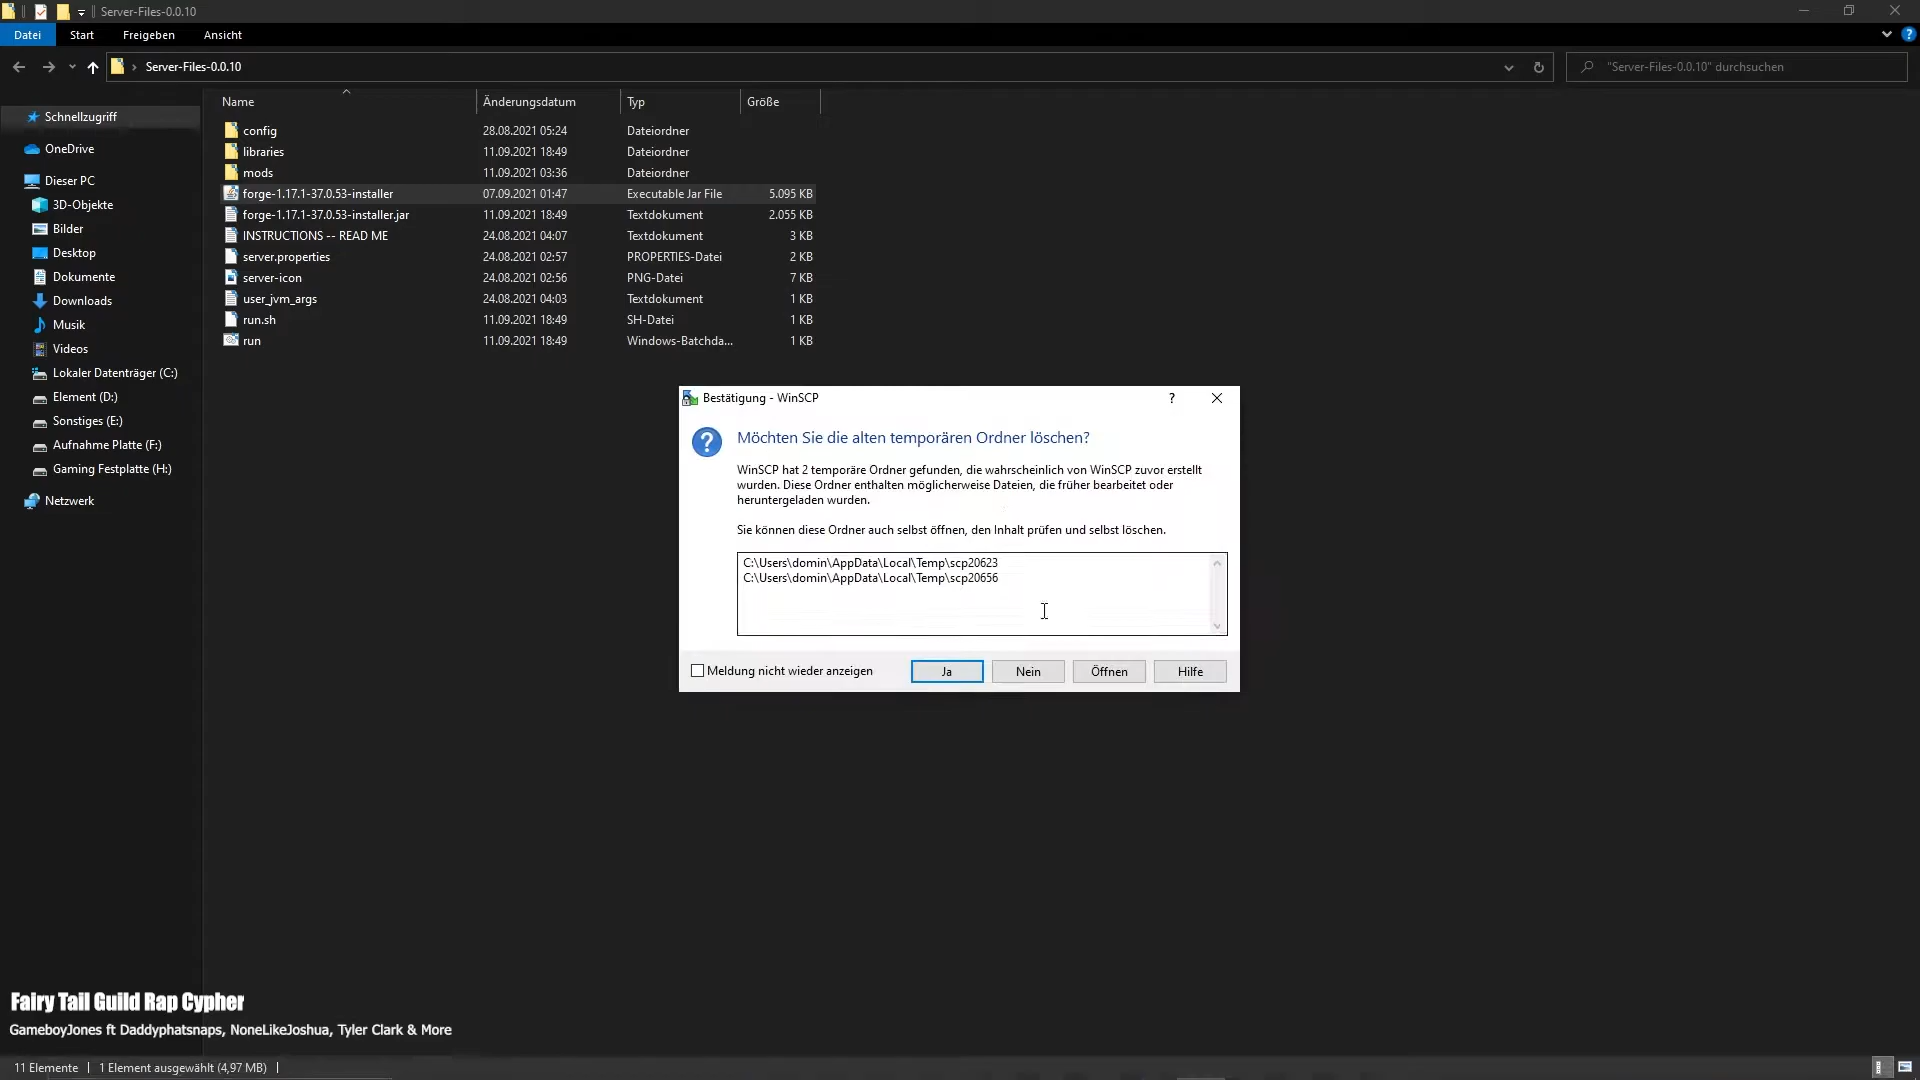 Server-Files-0.0.10
Datei Start Freigeben Ansicht
Server-Files-0.0.10
"Server-Files-0.0.10" durchsuchen
Schnellzugriff
OneDrive
Dieser PC
3D-Objekte
Bilder
Desktop
Dokumente
Downloads
Musik
Videos
Lokaler Datenträger (C:)
Element (D:)
Sonstiges (E:)
Aufnahme Platte (F:)
Gaming Festplatte (H:)
Netzwerk
Name Änderungsdatum Typ Größe
config 28.08.2021 05:24 Dateiordner
libraries 11.09.2021 18:49 Dateiordner
mods 11.09.2021 03:36 Dateiordner
forge-1.17.1-37.0.53-installer 07.09.2021 01:47 Executable Jar File 5.095 KB
forge-1.17.1-37.0.53-installer.jar 11.09.2021 18:49 Textdokument 2.055 KB
INSTRUCTIONS -- READ ME 24.08.2021 04:07 Textdokument 3 KB
server.properties 24.08.2021 02:57 PROPERTIES-Datei 2 KB
server-icon 24.08.2021 02:56 PNG-Datei 7 KB
user_jvm_args 24.08.2021 04:03 Textdokument 1 KB
run.sh 11.09.2021 18:49 SH-Datei 1 KB
run 11.09.2021 18:49 Windows-Batchda... 1 KB
Bestätigung - WinSCP
?
Möchten Sie die alten temporären Ordner löschen?
WinSCP hat 2 temporäre Ordner gefunden, die wahrscheinlich von WinSCP zuvor erstellt
wurden. Diese Ordner enthalten möglicherweise Dateien, die früher bearbeitet oder
heruntergeladen wurden.
Sie können diese Ordner auch selbst öffnen, den Inhalt prüfen und selbst löschen.
C:\Users\domin\AppData\Local\Temp\scp20623
C:\Users\domin\AppData\Local\Temp\scp20656
Meldung nicht wieder anzeigen Ja Nein Öffnen Hilfe
Fairy Tail Guild Rap Cypher
GameboyJones ft Daddyphatsnaps, NoneLikeJoshua, Tyler Clark & More
11 Elemente 1 Element ausgewählt (4,97 MB)